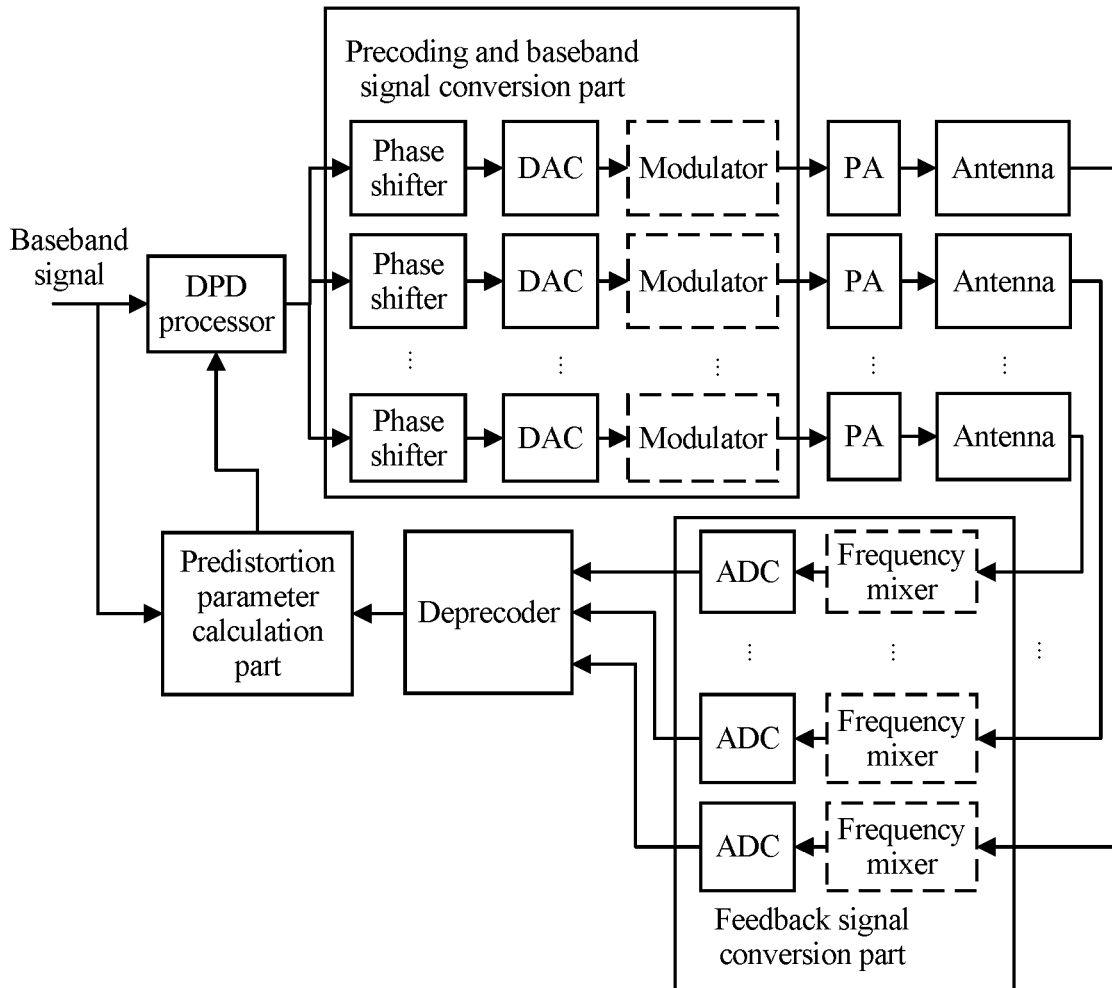 Precoding and baseband
signal conversion part
Phase
shifter
DAC
Modulator
PA
Antenna
Baseband
signal
DPD
processor
Phase
shifter
DAC
Modulator
PA
Antenna
Phase
shifter
DAC
Modulator
PA
Antenna
Predistortion
parameter
calculation
part
Deprecoder
ADC
Frequency
mixer
ADC
Frequency
mixer
ADC
Frequency
mixer
Feedback signal
conversion part